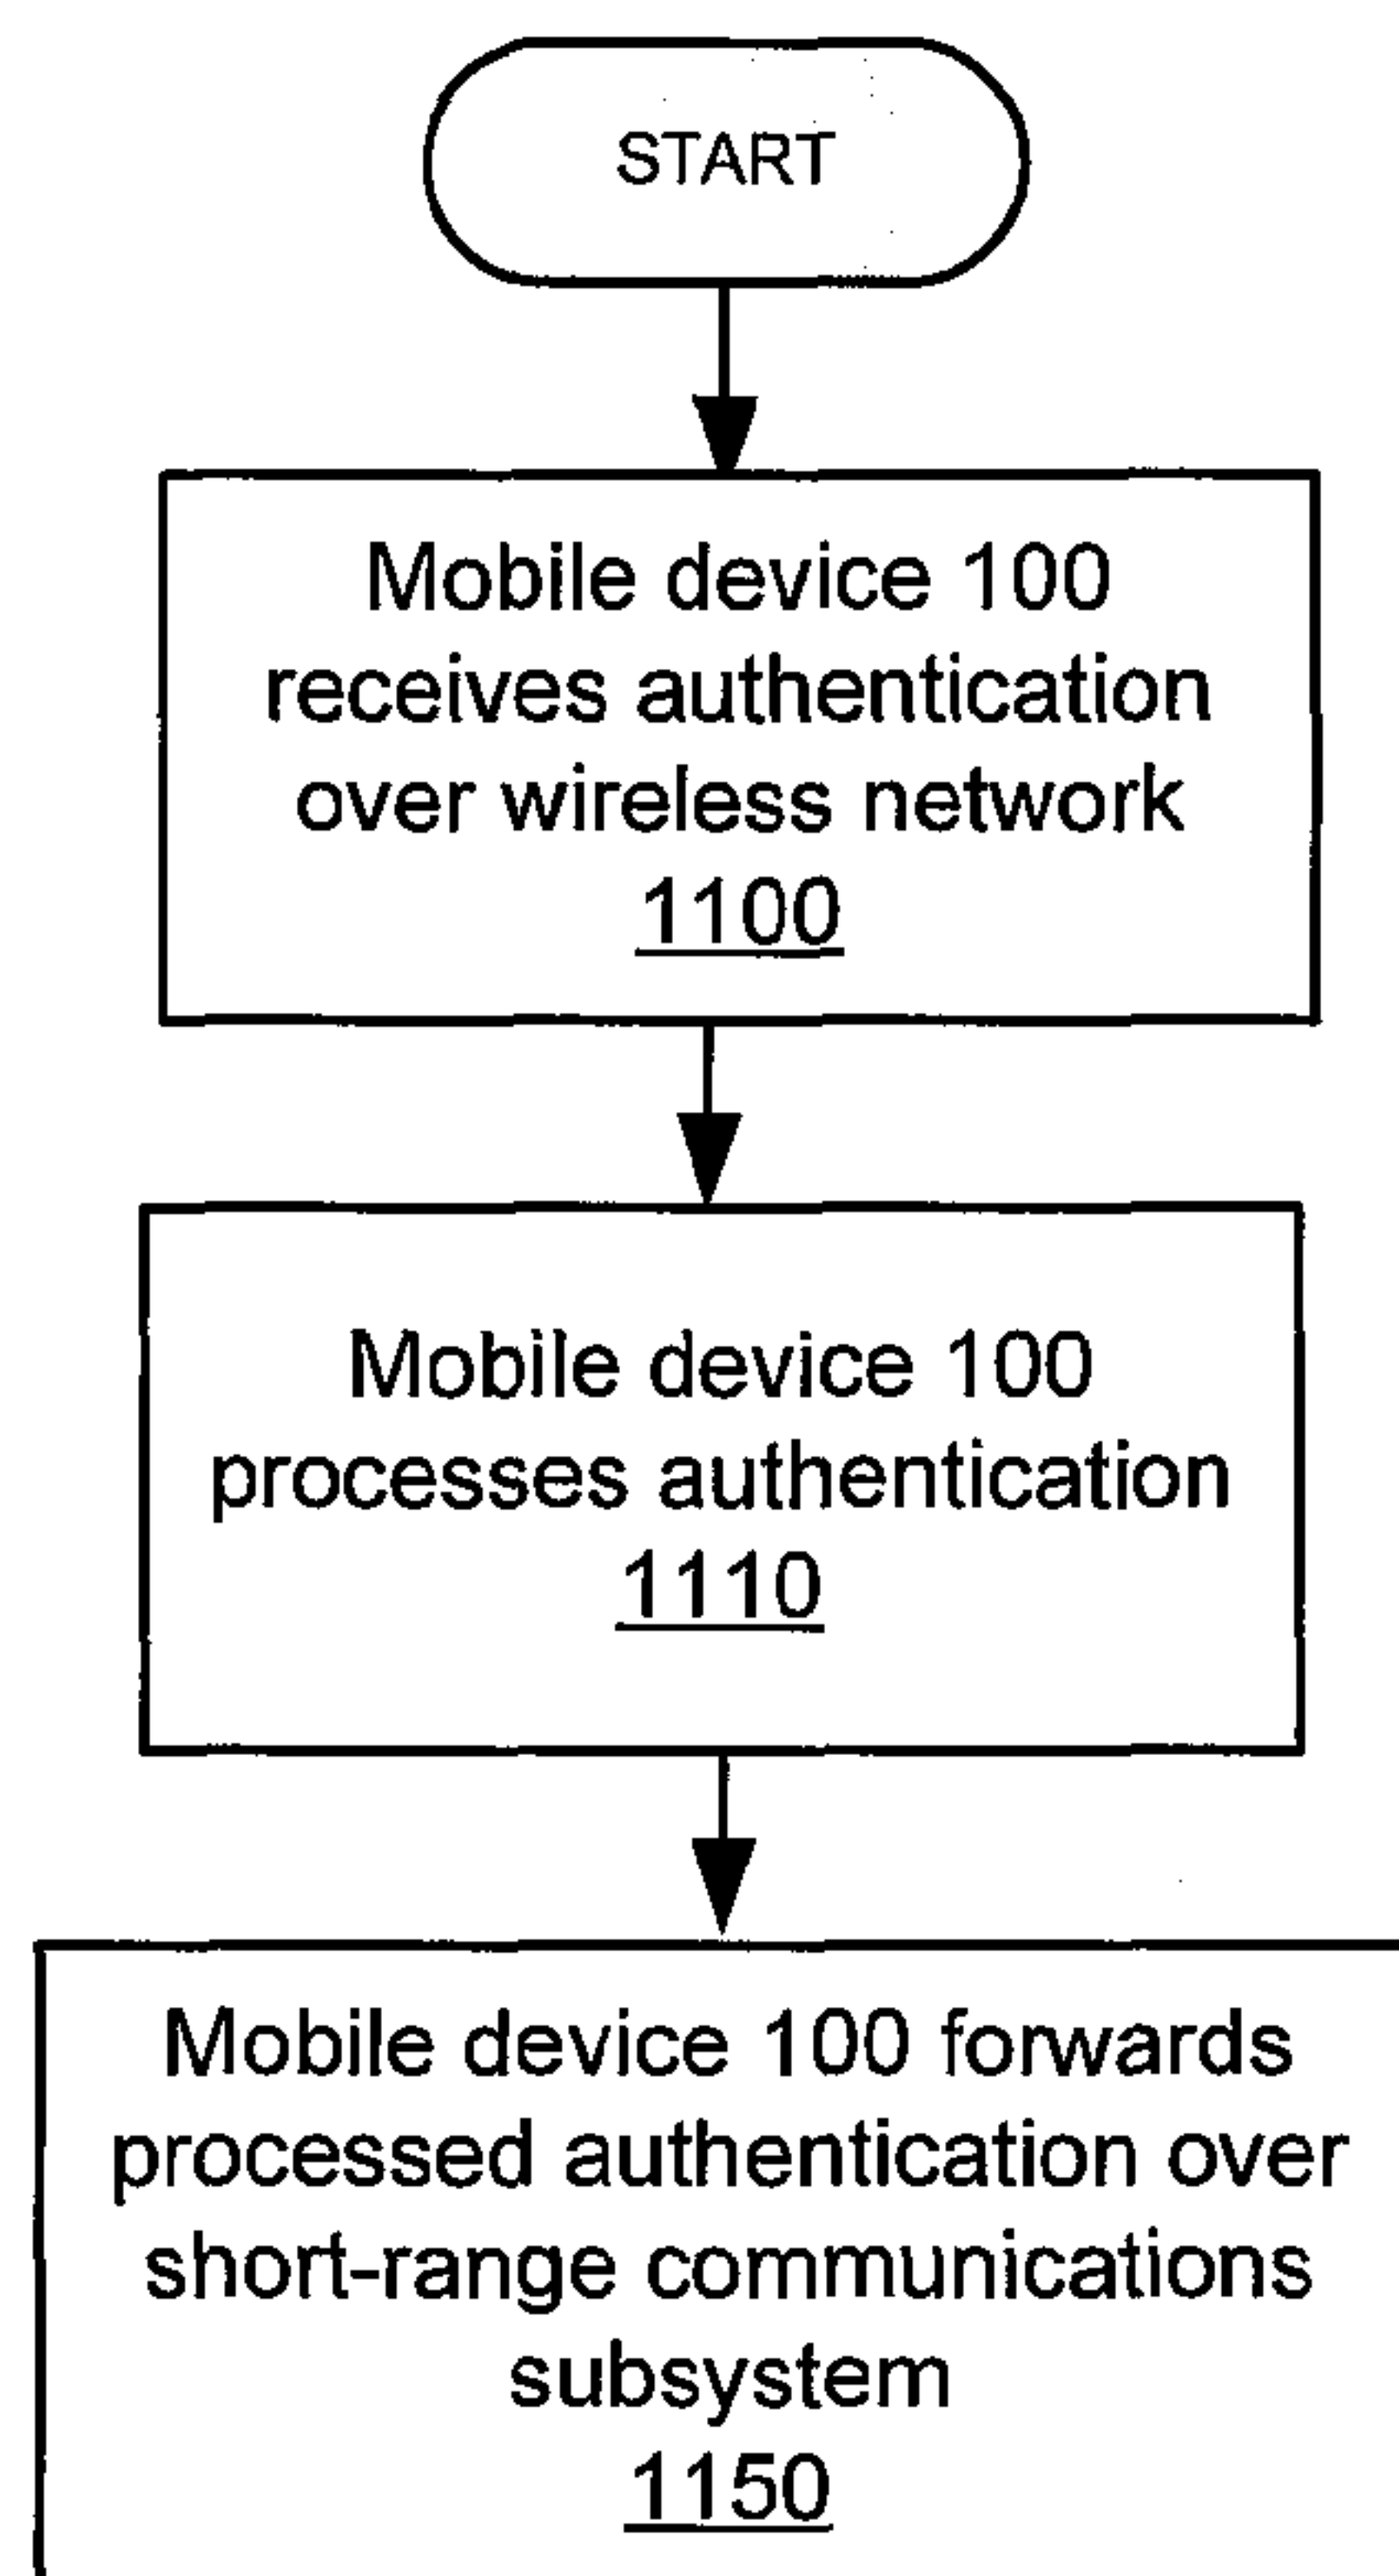 START
Mobile device 100
receives authentication
over wireless network
1100
Mobile device 100
processes authentication
1110
Mobile device 100 forwards
processed authentication over
short-range communications
subsystem
1150